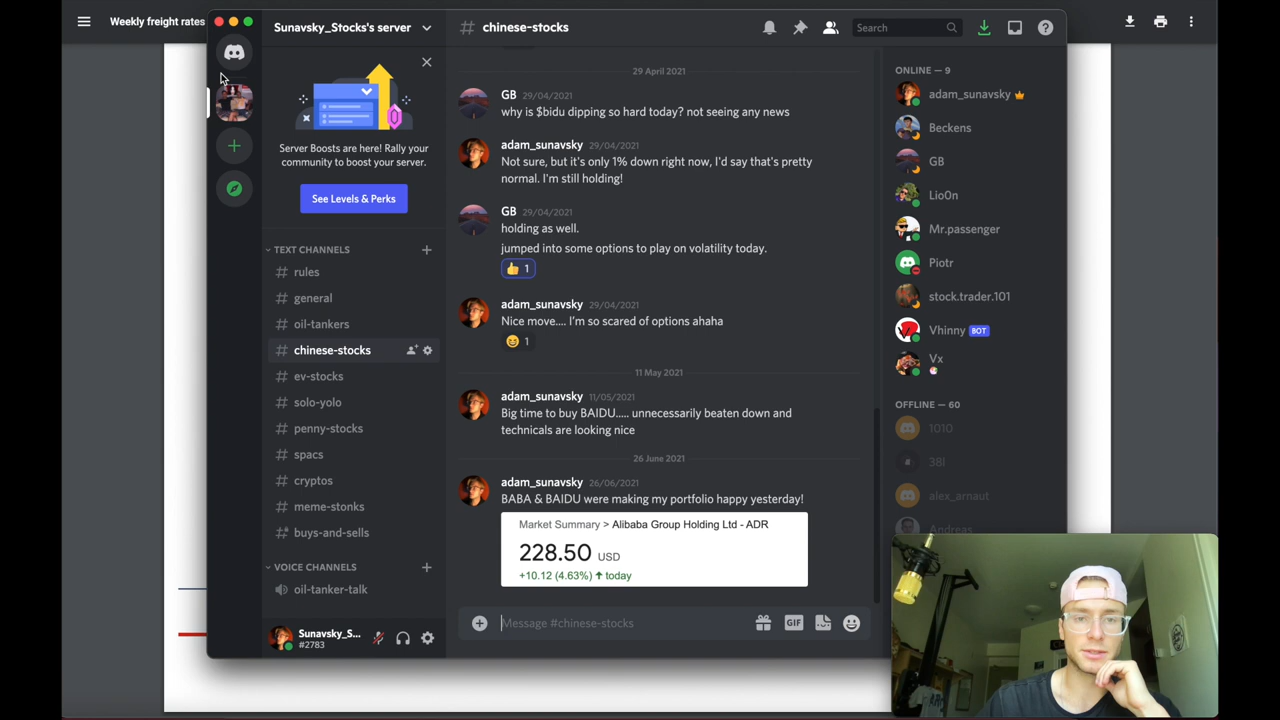 Weekly freight rates
Sunavsky_Stocks's server
chinese-stocks
Search
Server Boosts are here! Rally your
community to boost your server.
See Levels & Perks
TEXT CHANNELS
rules
general
oil-tankers
chinese-stocks
ev-stocks
solo-yolo
penny-stocks
spacs
cryptos
meme-stonks
buys-and-sells
VOICE CHANNELS
oil-tanker-talk
Sunavsky_S...
#2783
29 April 2021
GB 29/04/2021
why is $bidu dipping so hard today? not seeing any news
adam_sunavsky 29/04/2021
Not sure, but it's only 1% down right now, I'd say that's pretty
normal. I'm still holding!
GB 29/04/2021
holding as well.
jumped into some options to play on volatility today.
1
adam_sunavsky 29/04/2021
Nice move.... I'm so scared of options ahaha
1
11 May 2021
adam_sunavsky 11/05/2021
Big time to buy BAIDU..... unnecessarily beaten down and
technicals are looking nice
26 June 2021
adam_sunavsky 26/06/2021
BABA & BAIDU were making my portfolio happy yesterday!
Market Summary > Alibaba Group Holding Ltd - ADR
228.50 USD
+10.12 (4.63%) ↑ today
Message #chinese-stocks
GIF
ONLINE — 9
adam_sunavsky
Beckens
GB
Lio0n
Mr.passenger
Piotr
stock.trader.101
Vhinny BOT
Vx
OFFLINE — 60
1010
38l
alex_arnaut
Andreas